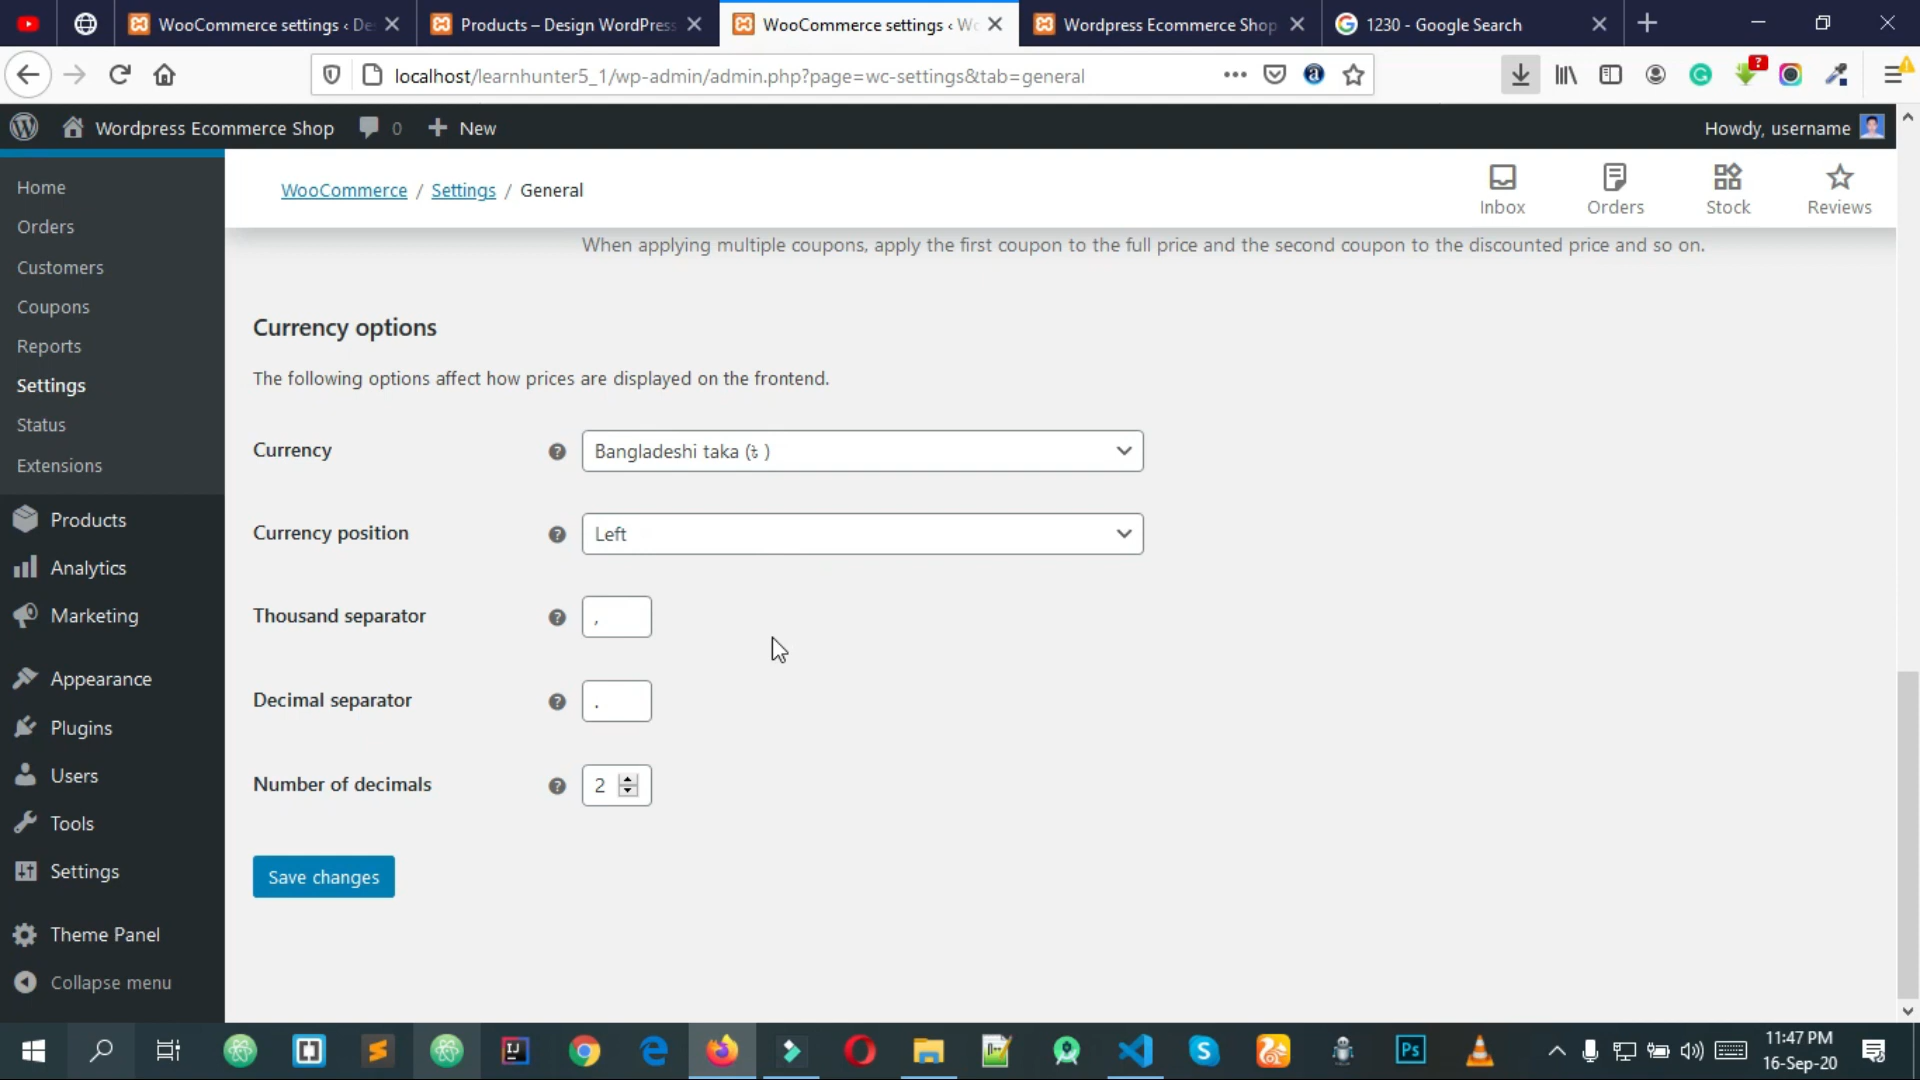 WooCommerce settings ‹ De
Products – Design WordPress
WooCommerce settings ‹ Wo
Wordpress Ecommerce Shop
1230 - Google Search
localhost/learnhunter5_1/wp-admin/admin.php?page=wc-settings&tab=general
Wordpress Ecommerce Shop
0
New
Howdy, username
Home
Orders
Customers
Coupons
Reports
Settings
Status
Extensions
Products
Analytics
Marketing
Appearance
Plugins
Users
Tools
Settings
Theme Panel
Collapse menu
WooCommerce / Settings / General
Inbox
Orders
Stock
Reviews
When applying multiple coupons, apply the first coupon to the full price and the second coupon to the discounted price and so on.
Currency options
The following options affect how prices are displayed on the frontend.
Currency
Bangladeshi taka (৳ )
Currency position
Left
Thousand separator
,
Decimal separator
.
Number of decimals
2
Save changes
11:47 PM
16-Sep-20